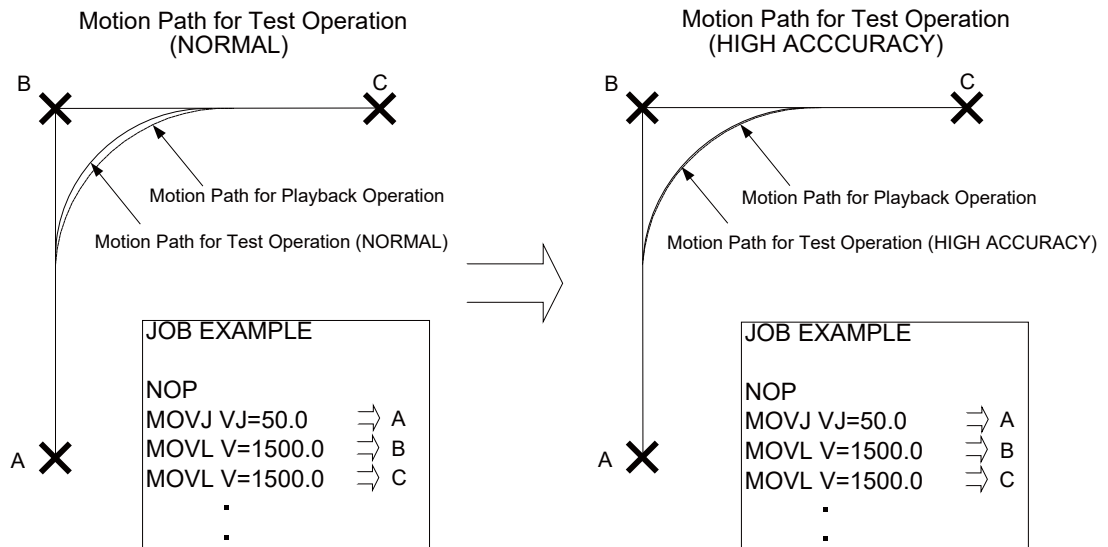 Motion Path for Test Operation
(NORMAL)
B
C
Motion Path for Playback Operation
Motion Path for Test Operation (NORMAL)
JOB EXAMPLE
NOP
MOVJ VJ=50.0 A
MOVL V=1500.0 B
MOVL V=1500.0 C
A
Motion Path for Test Operation
(HIGH ACCCURACY)
B
C
Motion Path for Playback Operation
Motion Path for Test Operation (HIGH ACCURACY)
JOB EXAMPLE
NOP
MOVJ VJ=50.0 A
MOVL V=1500.0 B
MOVL V=1500.0 C
A